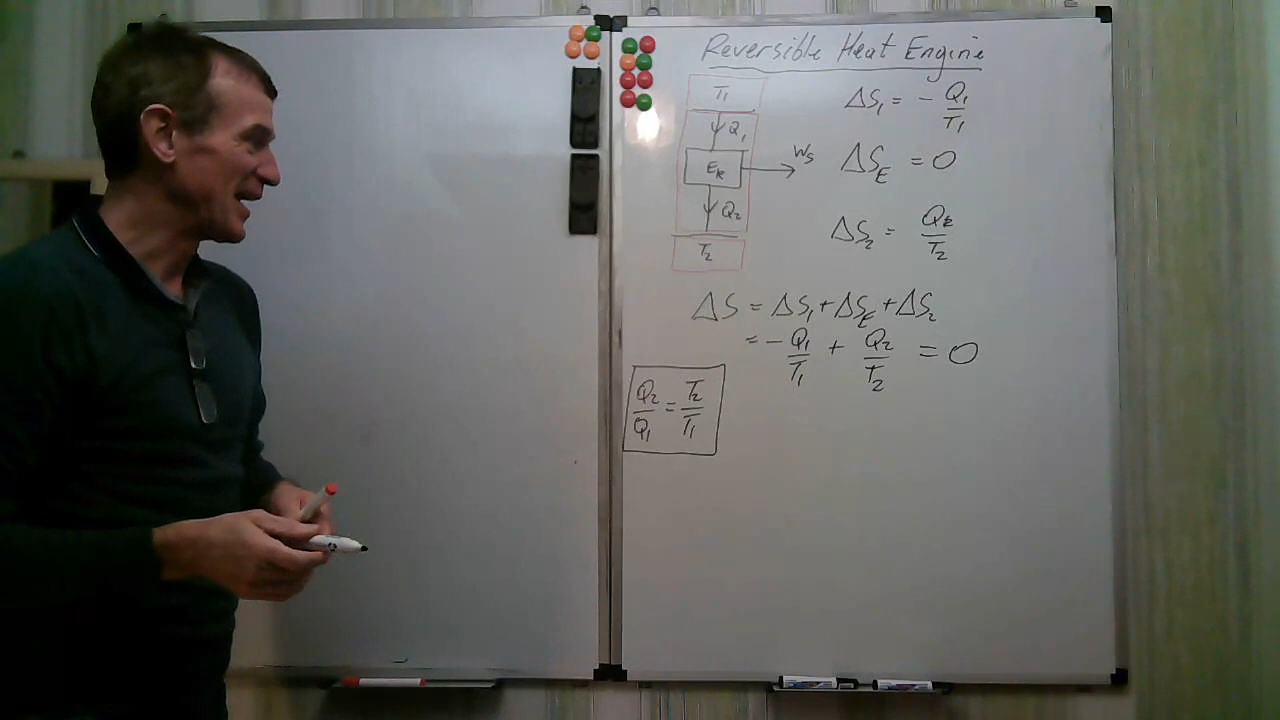 Reversible Heat Engine
T₁
ΔS₁ = - Q₁/T₁
Q₁
E_R
W_S
ΔS_E = 0
Q₂
T₂
ΔS₂ = Q₂/T₂
ΔS = ΔS₁ + ΔS_E + ΔS₂
= - Q₁/T₁ + Q₂/T₂ = 0
Q₂/Q₁ = T₂/T₁